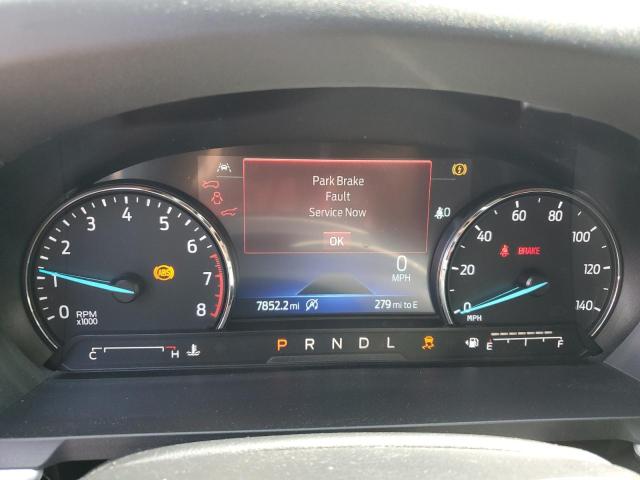 Park Brake
Fault
Service Now
OK
0
MPH
7852.2 mi
279 mi to E
0 1 2 3 4 5 6 7 8
RPM
x1000
ABS
0 20 40 60 80 100 120 140
MPH
BRAKE
0
C H
P R N D L
E F